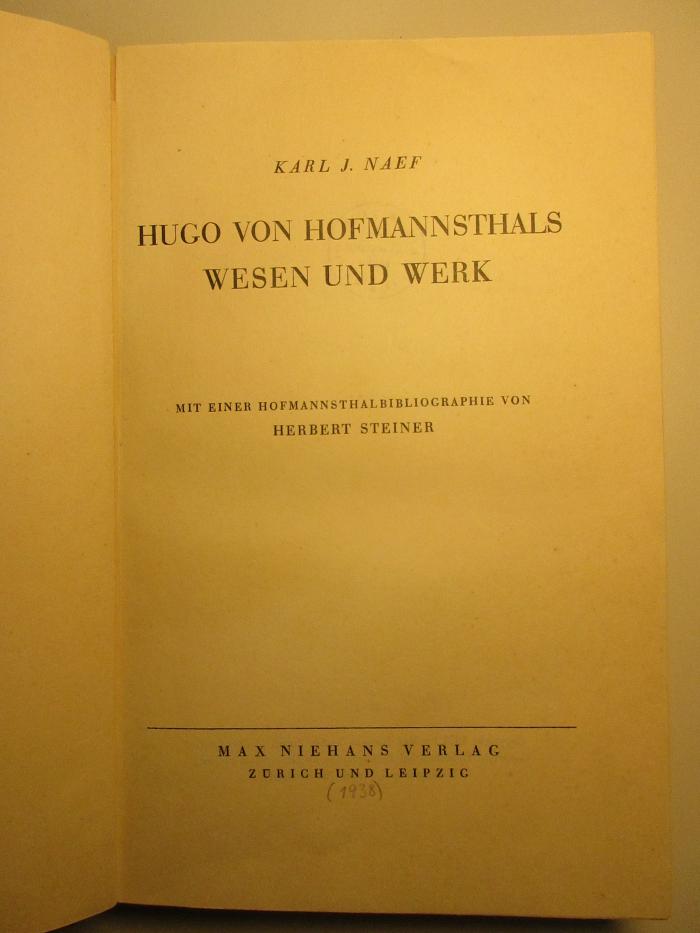 KARL J. NAEF
HUGO VON HOFMANNSTHALS
WESEN UND WERK
MIT EINER HOFMANNSTHALBIBLIOGRAPHIE VON
HERBERT STEINER
MAX NIEHANS VERLAG
ZÜRICH UND LEIPZIG
(1938)